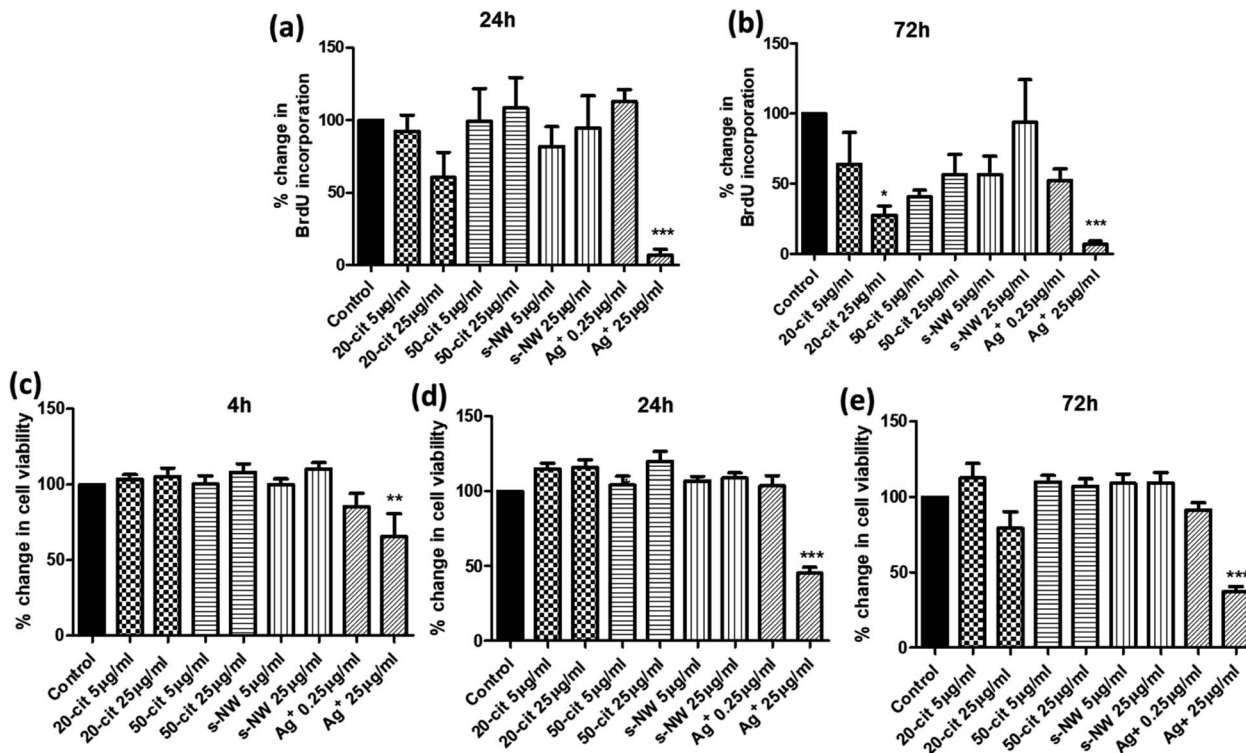 (a)
24h
150
100
50
0
% change in
BrdU incorporation
***
Control
20-cit 5µg/ml
20-cit 25µg/ml
50-cit 5µg/ml
50-cit 25µg/ml
s-NW 5µg/ml
s-NW 25µg/ml
Ag⁺ 0.25µg/ml
Ag⁺ 25µg/ml
(b)
72h
150
100
50
0
% change in
BrdU incorporation
*
***
Control
20-cit 5µg/ml
20-cit 25µg/ml
50-cit 5µg/ml
50-cit 25µg/ml
s-NW 5µg/ml
s-NW 25µg/ml
Ag⁺ 0.25µg/ml
Ag⁺ 25µg/ml
(c)
4h
150
100
50
0
% change in cell viability
**
Control
20-cit 5µg/ml
20-cit 25µg/ml
50-cit 5µg/ml
50-cit 25µg/ml
s-NW 5µg/ml
s-NW 25µg/ml
Ag⁺ 0.25µg/ml
Ag⁺ 25µg/ml
(d)
24h
150
100
50
0
% change in cell viability
***
Control
20-cit 5µg/ml
20-cit 25µg/ml
50-cit 5µg/ml
50-cit 25µg/ml
s-NW 5µg/ml
s-NW 25µg/ml
Ag⁺ 0.25µg/ml
Ag⁺ 25µg/ml
(e)
72h
150
100
50
0
% change in cell viability
***
Control
20-cit 5µg/ml
20-cit 25µg/ml
50-cit 5µg/ml
50-cit 25µg/ml
s-NW 5µg/ml
s-NW 25µg/ml
Ag+ 0.25µg/ml
Ag+ 25µg/ml